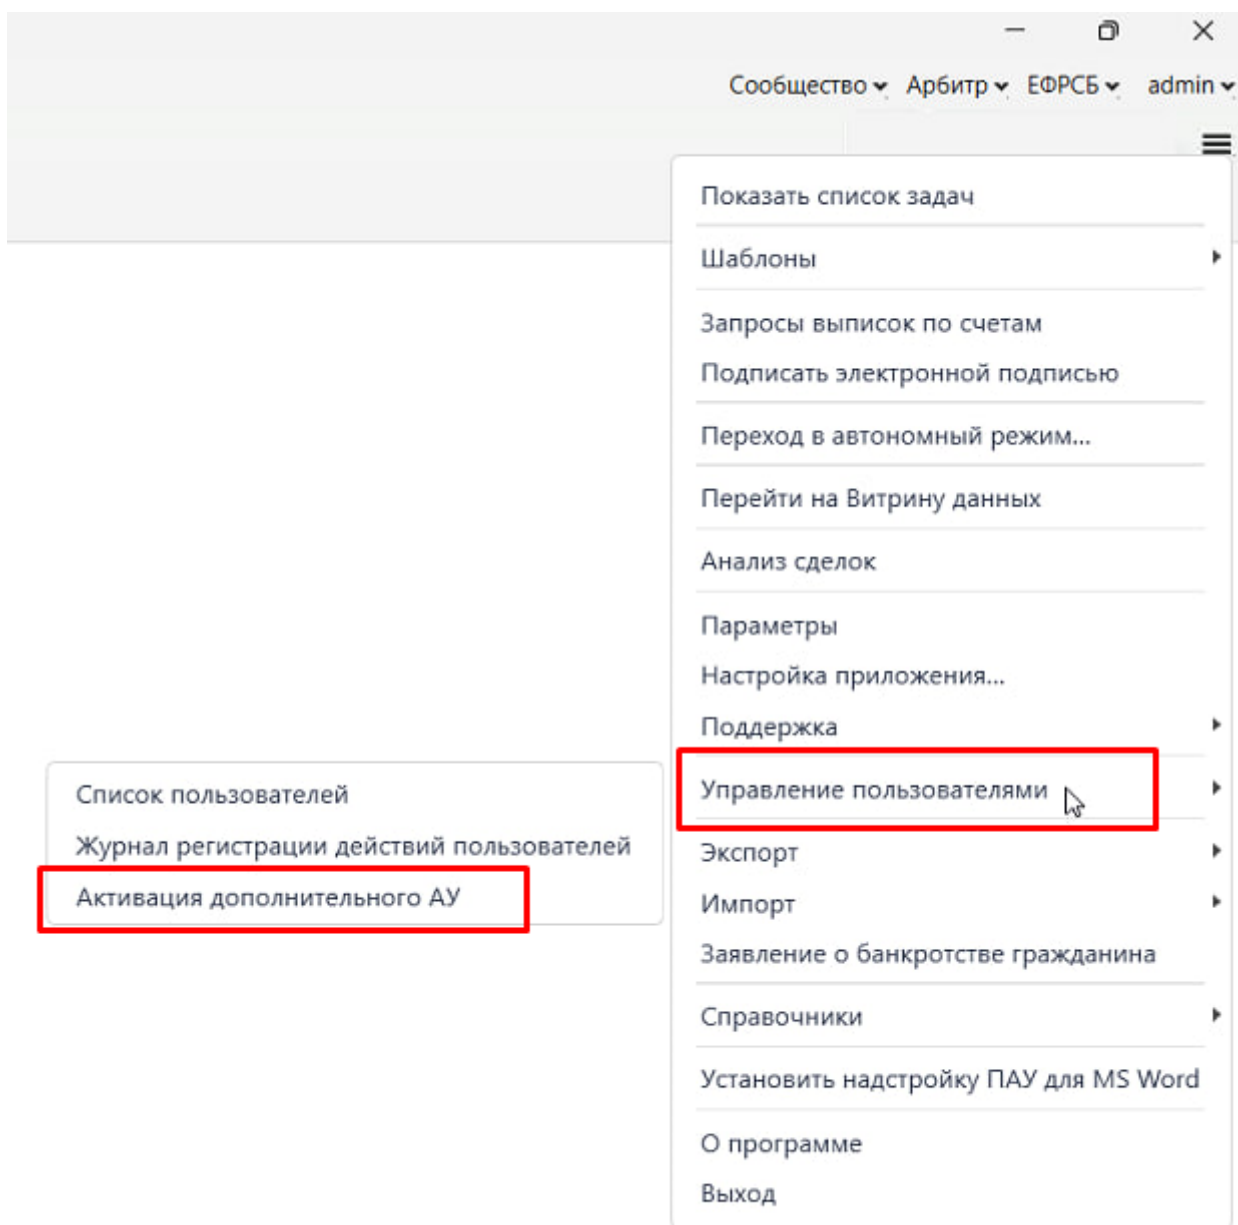 Сообщество Арбитр ЕФРСБ admin
Показать список задач
Шаблоны
Запросы выписок по счетам
Подписать электронной подписью
Переход в автономный режим...
Перейти на Витрину данных
Анализ сделок
Параметры
Настройка приложения...
Поддержка
Управление пользователями
Список пользователей
Журнал регистрации действий пользователей
Активация дополнительного АУ
Экспорт
Импорт
Заявление о банкротстве гражданина
Справочники
Установить надстройку ПАУ для MS Word
О программе
Выход